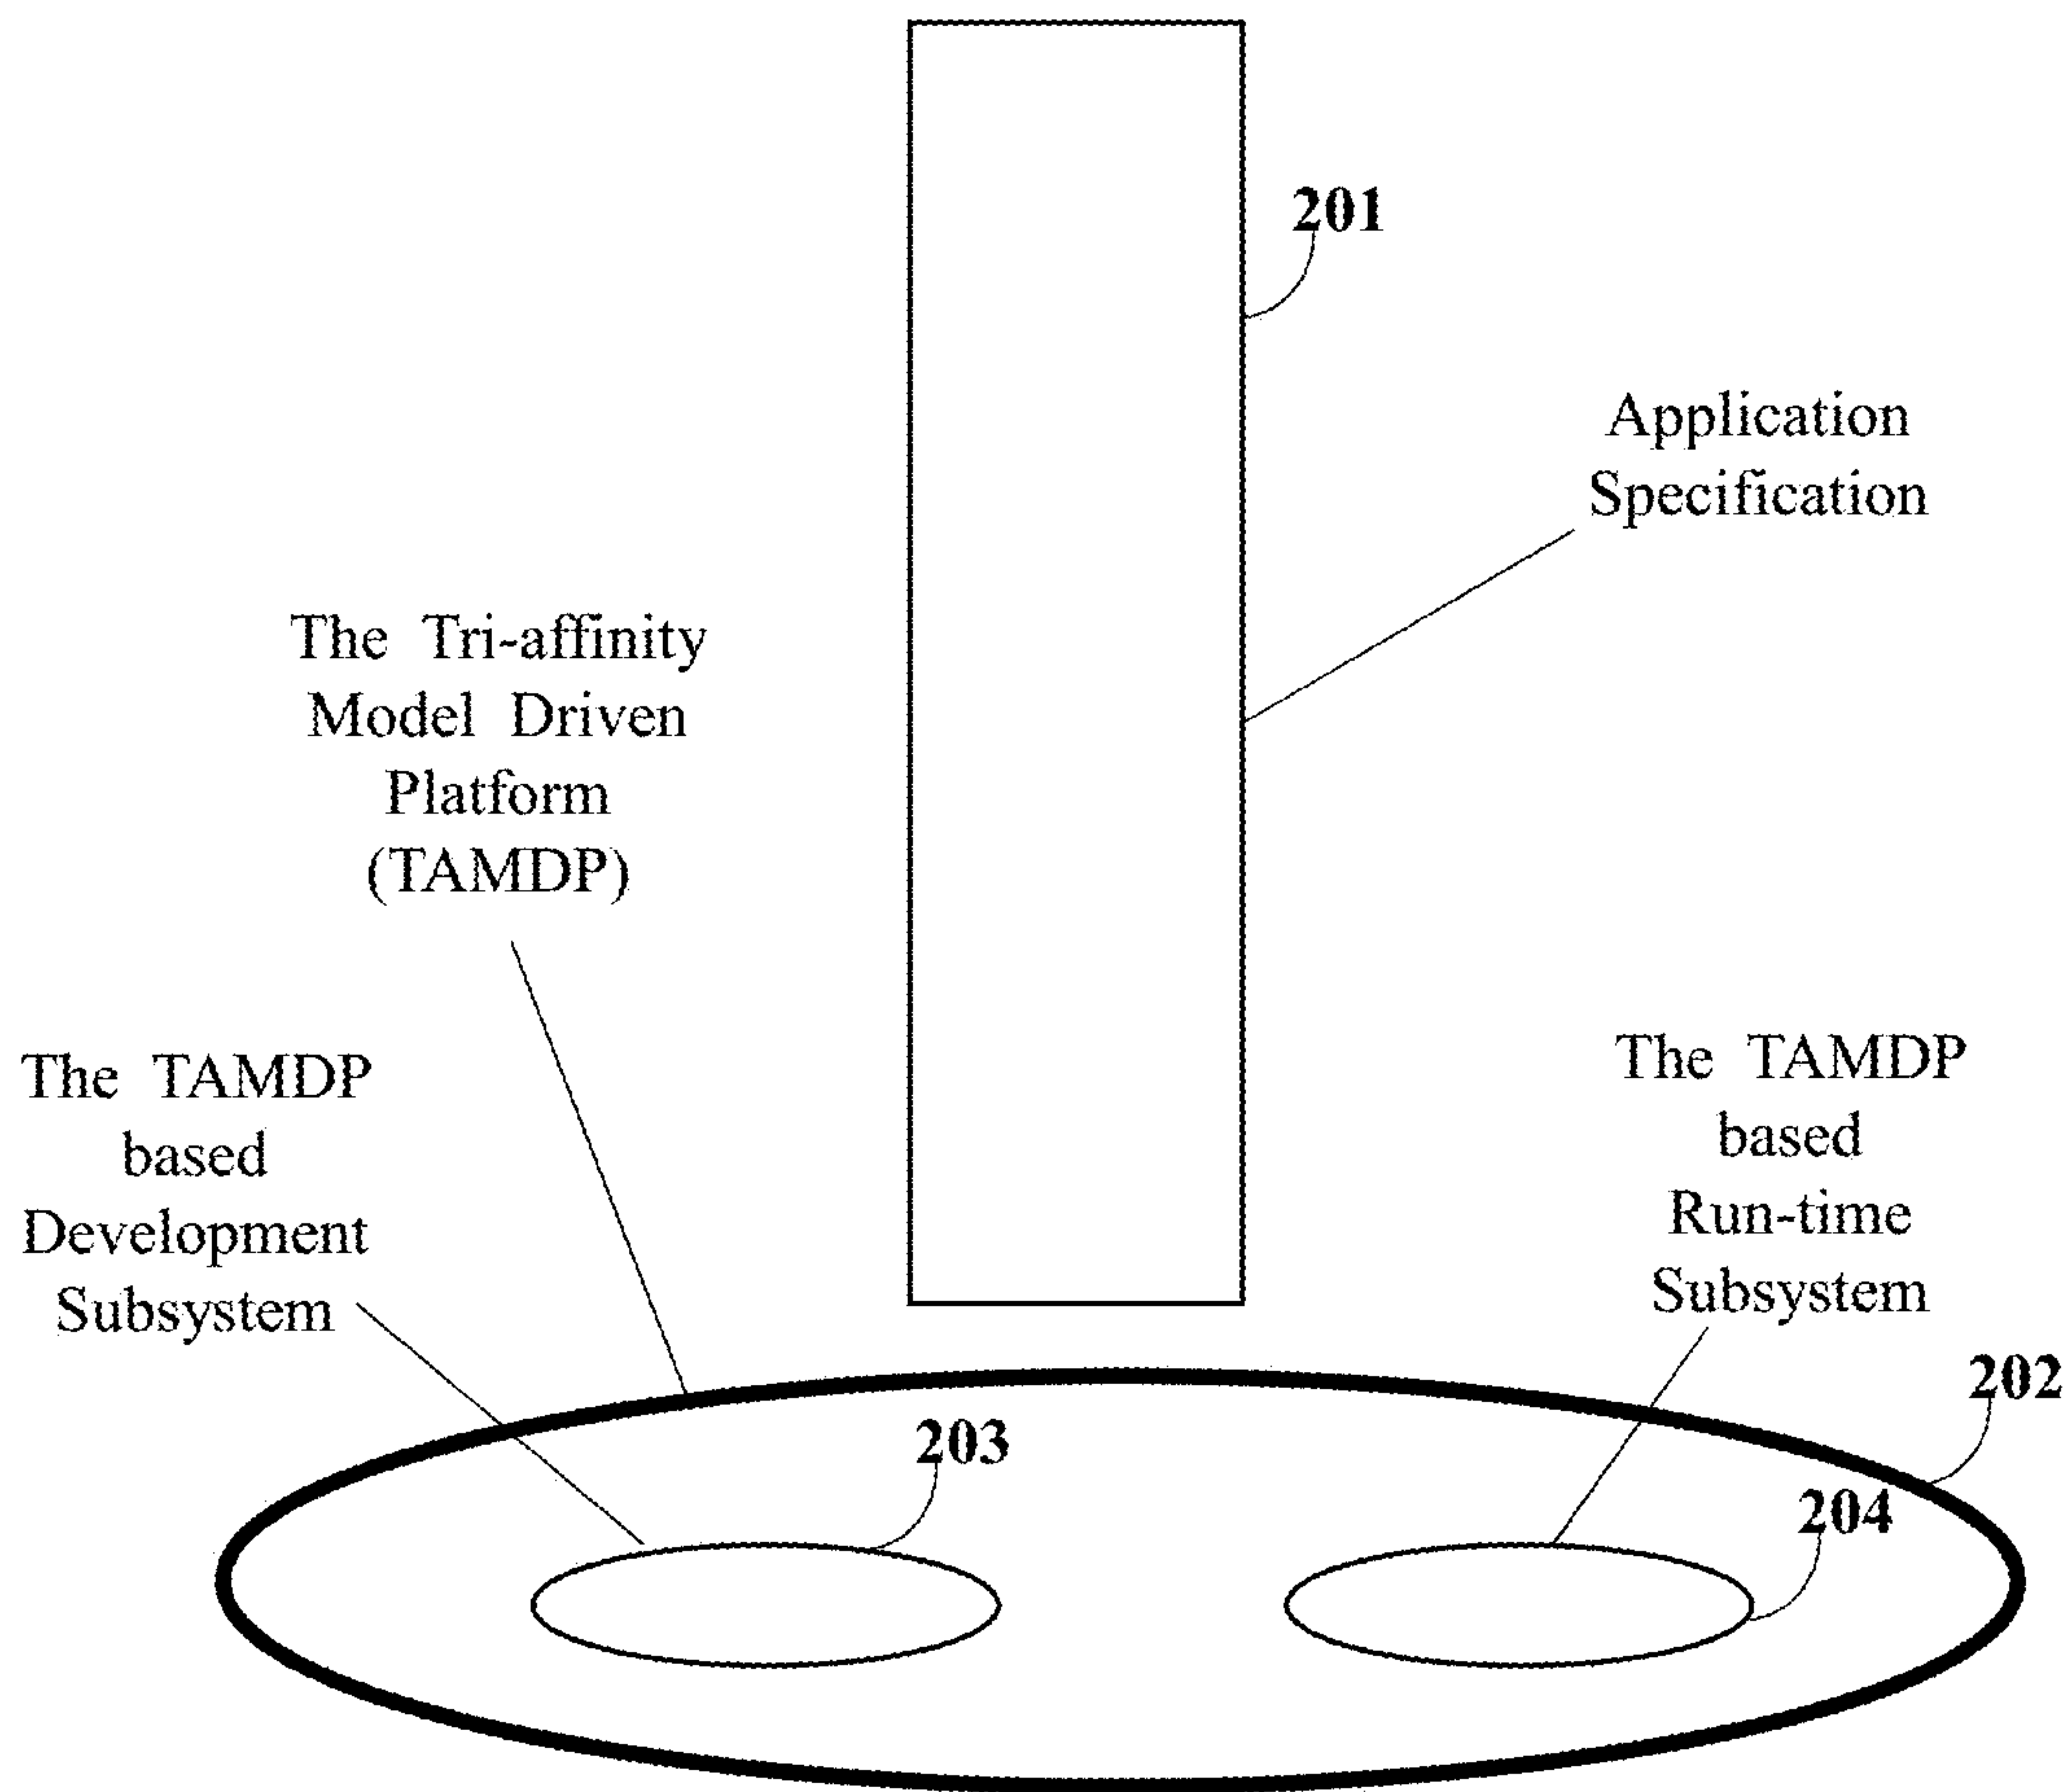 201
Application
Specification
The Tri-affinity
Model Driven
Platform
(TAMDP)
The TAMDP
based
Development
Subsystem
The TAMDP
based
Run-time
Subsystem
202
203
204